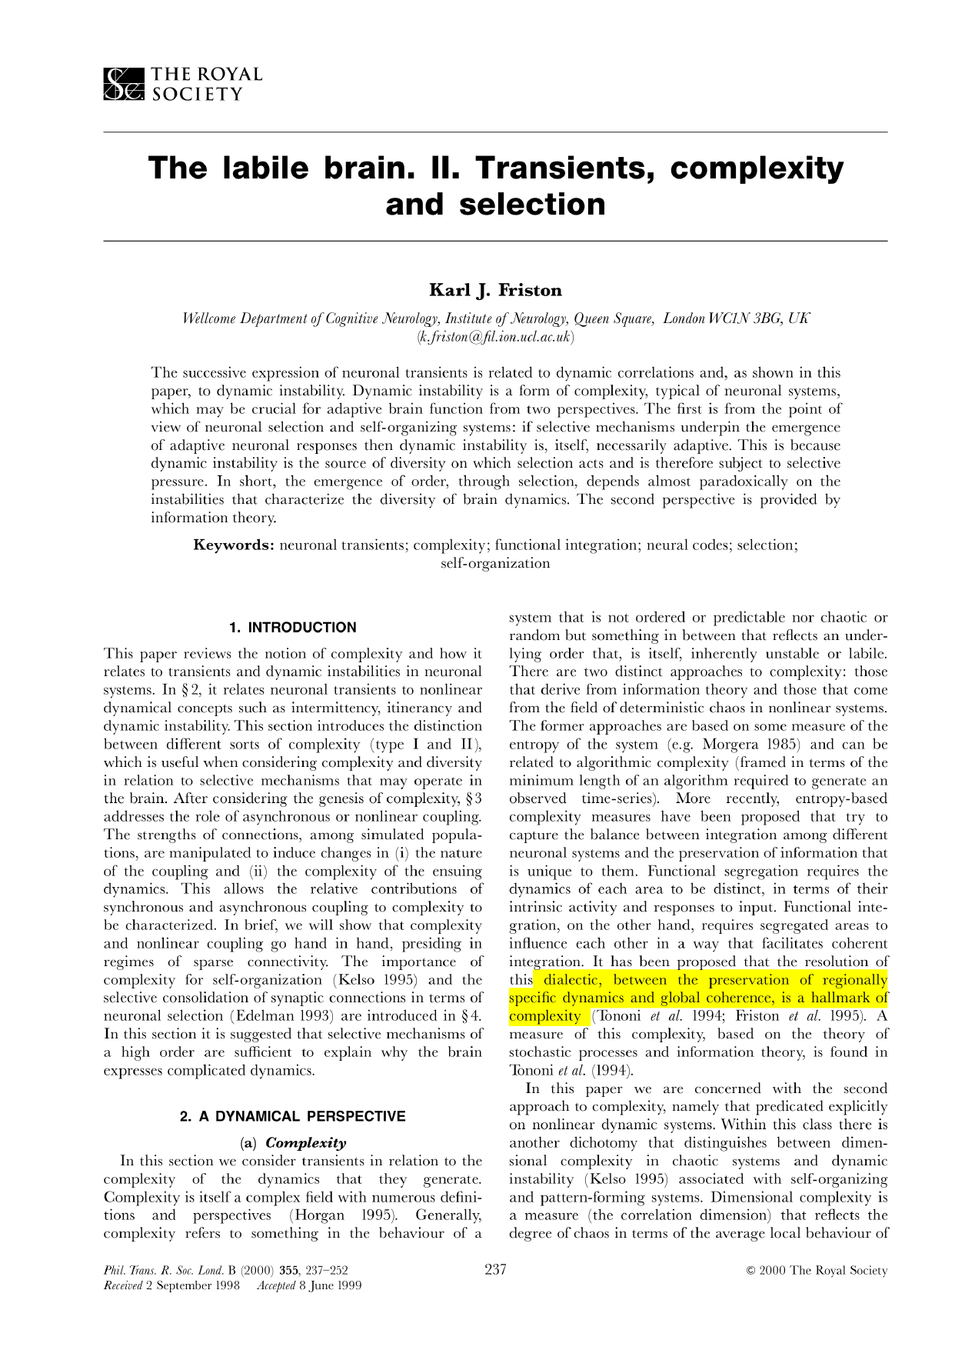 THE ROYAL
SOCIETY
The labile brain. II. Transients, complexity
and selection
Karl J. Friston
Wellcome Department of Cognitive Neurology, Institute of Neurology, Queen Square, London WC1N 3BG, UK
(k.friston@fil.ion.ucl.ac.uk)
The successive expression of neuronal transients is related to dynamic correlations and, as shown in this
paper, to dynamic instability. Dynamic instability is a form of complexity, typical of neuronal systems,
which may be crucial for adaptive brain function from two perspectives. The first is from the point of
view of neuronal selection and self-organizing systems: if selective mechanisms underpin the emergence
of adaptive neuronal responses then dynamic instability is, itself, necessarily adaptive. This is because
dynamic instability is the source of diversity on which selection acts and is therefore subject to selective
pressure. In short, the emergence of order, through selection, depends almost paradoxically on the
instabilities that characterize the diversity of brain dynamics. The second perspective is provided by
information theory.
Keywords: neuronal transients; complexity; functional integration; neural codes; selection;
self-organization
1. INTRODUCTION
This paper reviews the notion of complexity and how it
relates to transients and dynamic instabilities in neuronal
systems. In § 2, it relates neuronal transients to nonlinear
dynamical concepts such as intermittency, itinerancy and
dynamic instability. This section introduces the distinction
between different sorts of complexity (type I and II),
which is useful when considering complexity and diversity
in relation to selective mechanisms that may operate in
the brain. After considering the genesis of complexity, § 3
addresses the role of asynchronous or nonlinear coupling.
The strengths of connections, among simulated popula-
tions, are manipulated to induce changes in (i) the nature
of the coupling and (ii) the complexity of the ensuing
dynamics. This allows the relative contributions of
synchronous and asynchronous coupling to complexity to
be characterized. In brief, we will show that complexity
and nonlinear coupling go hand in hand, presiding in
regimes of sparse connectivity. The importance of
complexity for self-organization (Kelso 1995) and the
selective consolidation of synaptic connections in terms of
neuronal selection (Edelman 1993) are introduced in § 4.
In this section it is suggested that selective mechanisms of
a high order are sufficient to explain why the brain
expresses complicated dynamics.
2. A DYNAMICAL PERSPECTIVE
(a) Complexity
In this section we consider transients in relation to the
complexity of the dynamics that they generate.
Complexity is itself a complex field with numerous defini-
tions and perspectives (Horgan 1995). Generally,
complexity refers to something in the behaviour of a
system that is not ordered or predictable nor chaotic or
random but something in between that reflects an under-
lying order that, is itself, inherently unstable or labile.
There are two distinct approaches to complexity: those
that derive from information theory and those that come
from the field of deterministic chaos in nonlinear systems.
The former approaches are based on some measure of the
entropy of the system (e.g. Morgera 1985) and can be
related to algorithmic complexity (framed in terms of the
minimum length of an algorithm required to generate an
observed time-series). More recently, entropy-based
complexity measures have been proposed that try to
capture the balance between integration among different
neuronal systems and the preservation of information that
is unique to them. Functional segregation requires the
dynamics of each area to be distinct, in terms of their
intrinsic activity and responses to input. Functional inte-
gration, on the other hand, requires segregated areas to
influence each other in a way that facilitates coherent
integration. It has been proposed that the resolution of
this dialectic, between the preservation of regionally
specific dynamics and global coherence, is a hallmark of
complexity (Tononi et al. 1994; Friston et al. 1995). A
measure of this complexity, based on the theory of
stochastic processes and information theory, is found in
Tononi et al. (1994).
In this paper we are concerned with the second
approach to complexity, namely that predicated explicitly
on nonlinear dynamic systems. Within this class there is
another dichotomy that distinguishes between dimen-
sional complexity in chaotic systems and dynamic
instability (Kelso 1995) associated with self-organizing
and pattern-forming systems. Dimensional complexity is
a measure (the correlation dimension) that reflects the
degree of chaos in terms of the average local behaviour of
Phil. Trans. R. Soc. Lond. B (2000) 355, 237–252
Received 2 September 1998 Accepted 8 June 1999
237
© 2000 The Royal Society